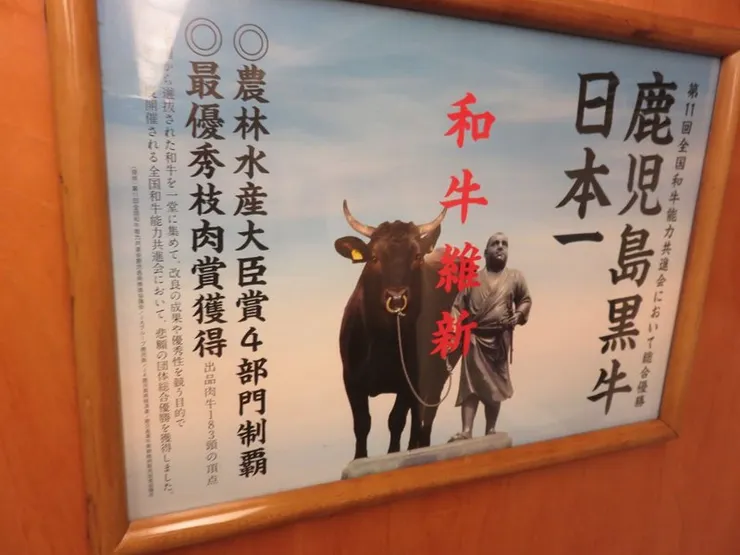 第11回全国和牛能力共進会において総合優勝
鹿児島黒牛
日本一
和牛維新
◎農林水産大臣賞4部門制覇
◎最優秀枝肉賞獲得
出品肉牛183頭の頂点
から選抜された和牛を一堂に集めて、改良の成果や優秀性を競う目的で
開催される全国和牛能力共進会において、悲願の団体総合優勝を獲得しました。